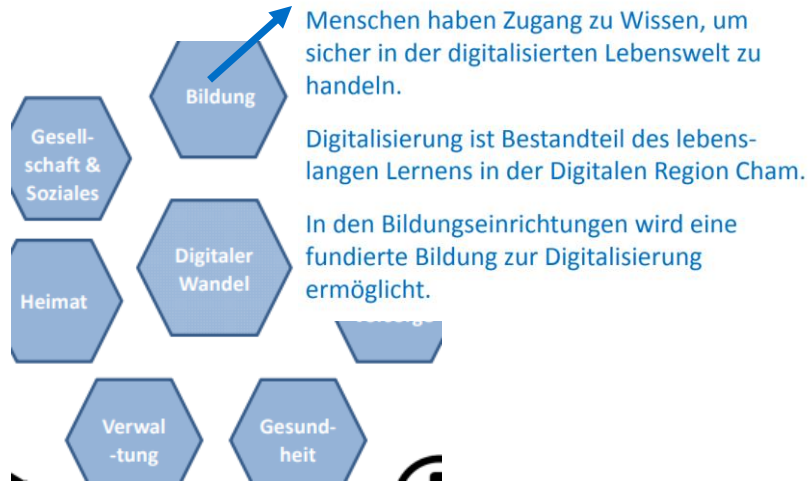 Menschen haben Zugang zu Wissen, um
sicher in der digitalisierten Lebenswelt zu
handeln.
Digitalisierung ist Bestandteil des lebens-
langen Lernens in der Digitalen Region Cham.
In den Bildungseinrichtungen wird eine
fundierte Bildung zur Digitalisierung
ermöglicht.
Bildung
Gesell-
schaft &
Soziales
Digitaler
Wandel
Heimat
Verwal
-tung
Gesund-
heit